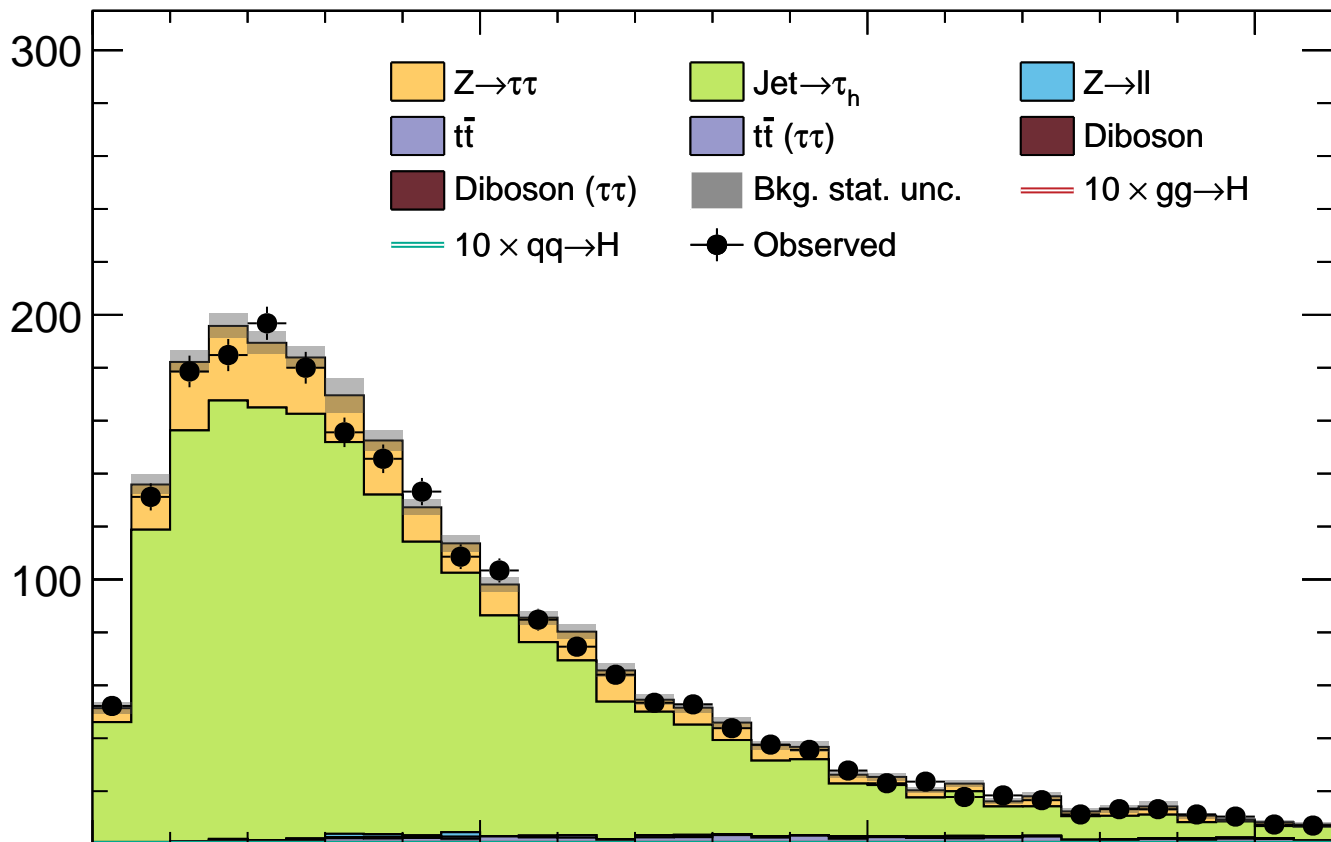 300
Z→ττ Jet→τₕ Z→ll
tt̄ tt̄ (ττ) Diboson
Diboson (ττ) Bkg. stat. unc. 10 × gg→H
10 × qq→H Observed
200
100